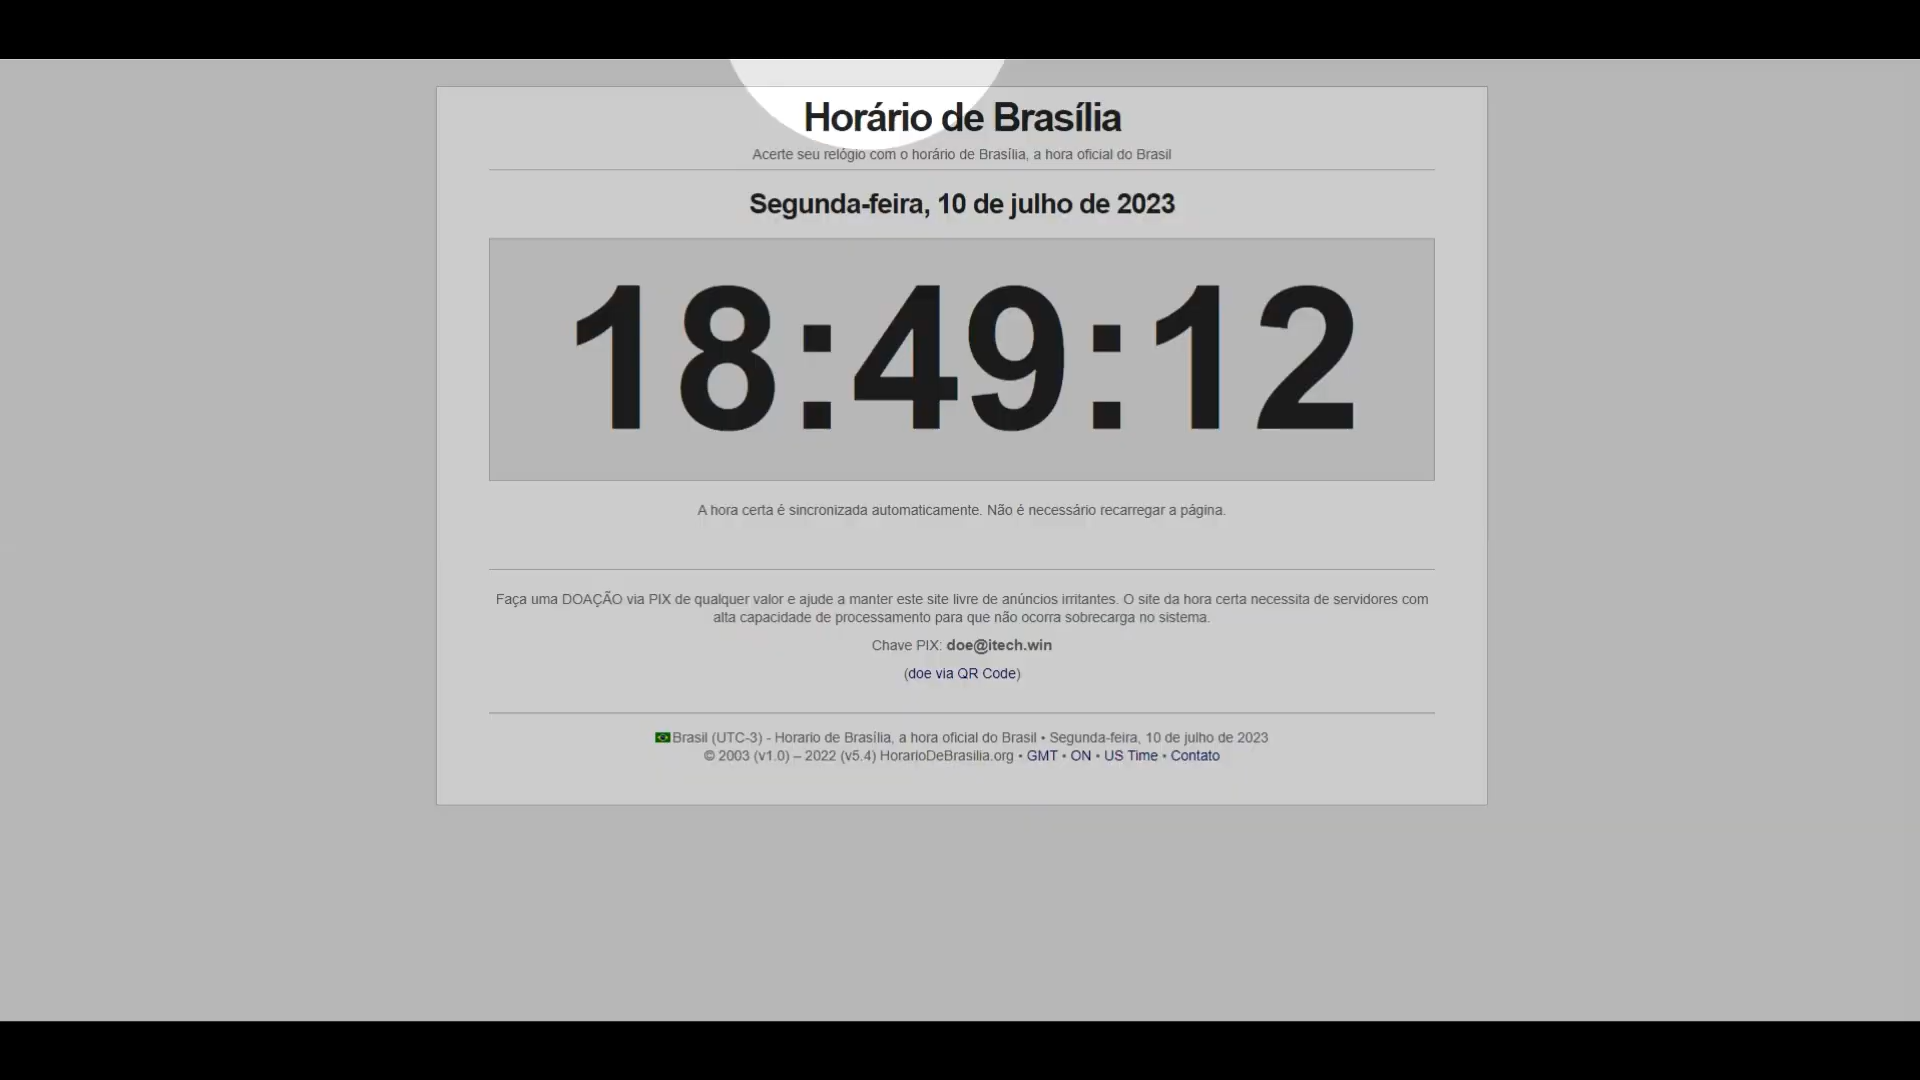 Horário de Brasília
Acerte seu relógio com o horário de Brasília, a hora oficial do Brasil
Segunda-feira, 10 de julho de 2023
18:49:12
A hora certa é sincronizada automaticamente. Não é necessário recarregar a página.
Faça uma DOAÇÃO via PIX de qualquer valor e ajude a manter este site livre de anúncios irritantes. O site da hora certa necessita de servidores com
alta capacidade de processamento para que não ocorra sobrecarga no sistema.
Chave PIX: doe@itech.win
(doe via QR Code)
Brasil (UTC-3) - Horario de Brasília, a hora oficial do Brasil • Segunda-feira, 10 de julho de 2023
© 2003 (v1.0) – 2022 (v5.4) HorarioDeBrasilia.org • GMT • ON • US Time • Contato